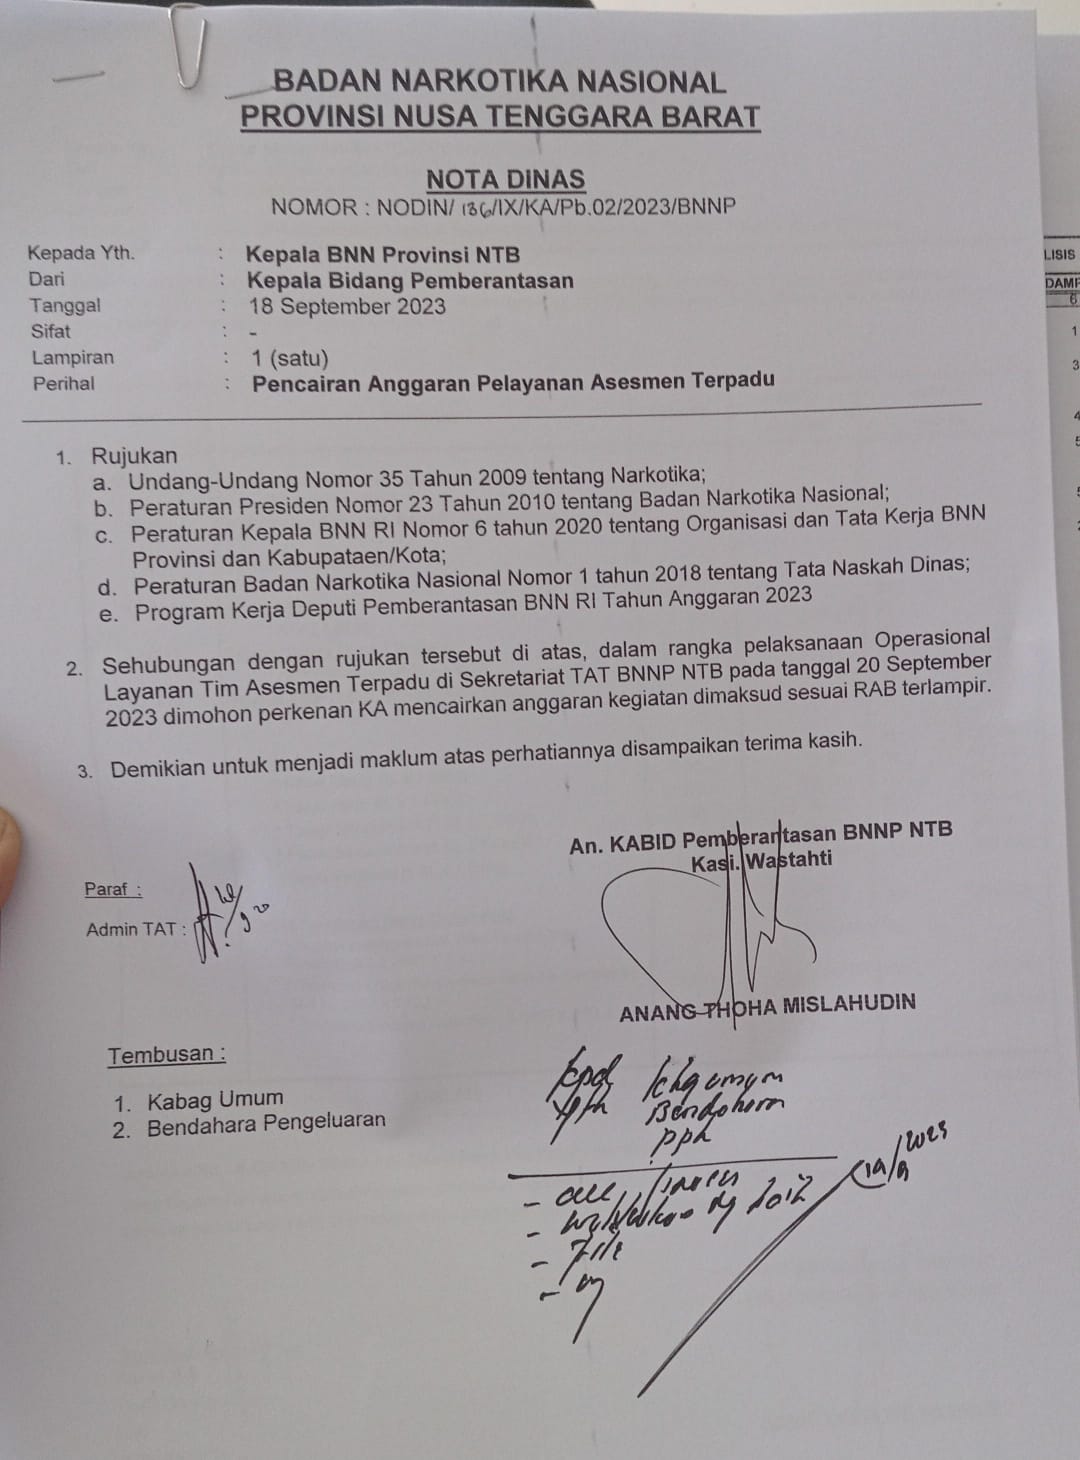 BADAN NARKOTIKA NASIONAL
PROVINSI NUSA TENGGARA BARAT
NOTA DINAS
NOMOR : NODIN/ 136/IX/KA/Pb.02/2023/BNNP
Kepada Yth. : Kepala BNN Provinsi NTB
Dari : Kepala Bidang Pemberantasan
Tanggal : 18 September 2023
Sifat : -
Lampiran : 1 (satu)
Perihal : Pencairan Anggaran Pelayanan Asesmen Terpadu
1. Rujukan
a. Undang-Undang Nomor 35 Tahun 2009 tentang Narkotika;
b. Peraturan Presiden Nomor 23 Tahun 2010 tentang Badan Narkotika Nasional;
c. Peraturan Kepala BNN RI Nomor 6 tahun 2020 tentang Organisasi dan Tata Kerja BNN
Provinsi dan Kabupataen/Kota;
d. Peraturan Badan Narkotika Nasional Nomor 1 tahun 2018 tentang Tata Naskah Dinas;
e. Program Kerja Deputi Pemberantasan BNN RI Tahun Anggaran 2023
2. Sehubungan dengan rujukan tersebut di atas, dalam rangka pelaksanaan Operasional
Layanan Tim Asesmen Terpadu di Sekretariat TAT BNNP NTB pada tanggal 20 September
2023 dimohon perkenan KA mencairkan anggaran kegiatan dimaksud sesuai RAB terlampir.
3. Demikian untuk menjadi maklum atas perhatiannya disampaikan terima kasih.
An. KABID Pemberantasan BNNP NTB
Kasi. Wastahti
Paraf :
Admin TAT :
ANANG THOHA MISLAHUDIN
Tembusan :
1. Kabag Umum
2. Bendahara Pengeluaran
Kpd
Yth Bendahara
PPK
19/9 2023
- File
LISIS
DAMP
6
1
3
4
5